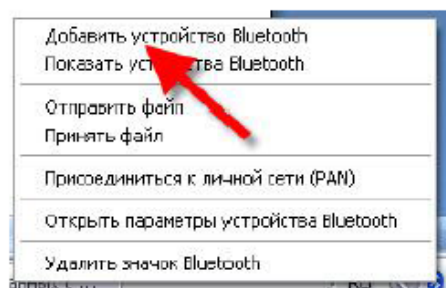 Добавить устройство Bluetooth
Показать устройства Bluetooth
Отправить файл
Принять файл
Присоединиться к личной сети (PAN)
Открыть параметры устройства Bluetooth
Удалить значок Bluetooth